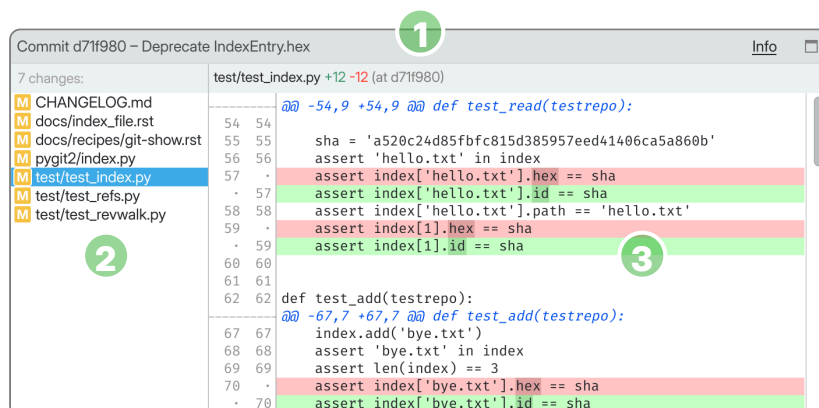 1
Commit d71f980 – Deprecate IndexEntry.hex Info
7 changes:
M CHANGELOG.md
M docs/index_file.rst
M docs/recipes/git-show.rst
M pygit2/index.py
M test/test_index.py
M test/test_refs.py
M test/test_revwalk.py
2
test/test_index.py +12 -12 (at d71f980)
@@ -54,9 +54,9 @@ def test_read(testrepo):
54 54
55 55 sha = 'a520c24d85fbfc815d385957eed41406ca5a860b'
56 56 assert 'hello.txt' in index
57 · assert index['hello.txt'].hex == sha
· 57 assert index['hello.txt'].id == sha
58 58 assert index['hello.txt'].path == 'hello.txt'
59 · assert index[1].hex == sha
· 59 assert index[1].id == sha
3
60 60
61 61
62 62 def test_add(testrepo):
@@ -67,7 +67,7 @@ def test_add(testrepo):
67 67 index.add('bye.txt')
68 68 assert 'bye.txt' in index
69 69 assert len(index) == 3
70 · assert index['bye.txt'].hex == sha
· 70 assert index['bye.txt'].id == sha